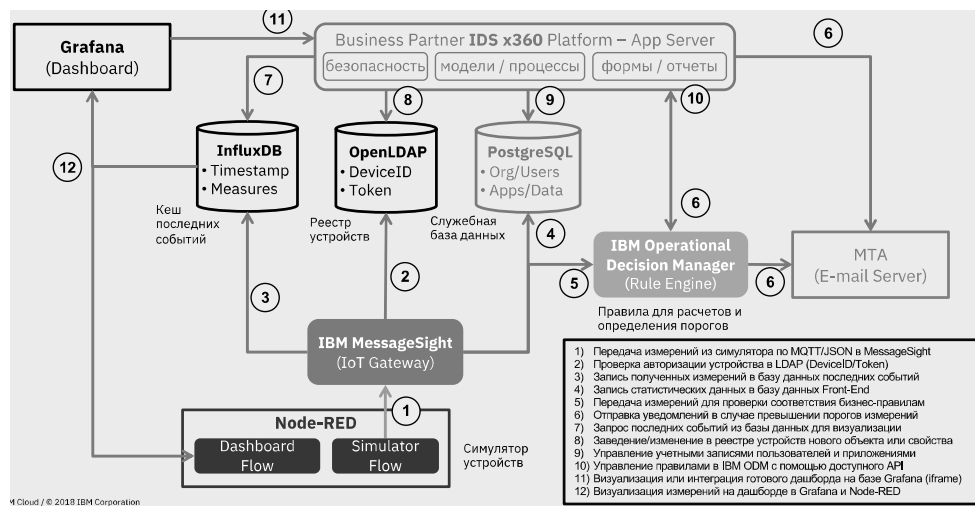 11
6
Grafana
(Dashboard)
Business Partner IDS x360 Platform – App Server
безопасность
модели / процессы
формы / отчеты
7
8
9
10
12
InfluxDB
• Timestamp
• Measures
OpenLDAP
• DeviceID
• Token
PostgreSQL
• Org/Users
• Apps/Data
Кеш
последних
событий
Реестр
устройств
Служебная
база данных
6
4
IBM Operational
Decision Manager
(Rule Engine)
MTA
(E-mail Server)
3
2
5
6
Правила для расчетов и
определения порогов
IBM MessageSight
(IoT Gateway)
1
Node-RED
Dashboard
Flow
Simulator
Flow
Симулятор
устройств
1) Передача измерений из симулятора по MQTT/JSON в MessageSight
2) Проверка авторизации устройства в LDAP (DeviceID/Token)
3) Запись полученных измерений в базу данных последних событий
4) Запись статистических данных в базу данных Front-End
5) Передача измерений для проверки соответствия бизнес-правилам
6) Отправка уведомлений в случае превышении порогов измерений
7) Запрос последних событий из базы данных для визуализации
8) Заведение/изменение в реестре устройств нового объекта или свойства
9) Управление учетными записями пользователей и приложениями
10) Управление правилами в IBM ODM с помощью доступного API
11) Визуализация или интеграция готового дашборда на базе Grafana (iframe)
12) Визуализация измерений на дашборде в Grafana и Node-RED
M Cloud / © 2018 IBM Corporation